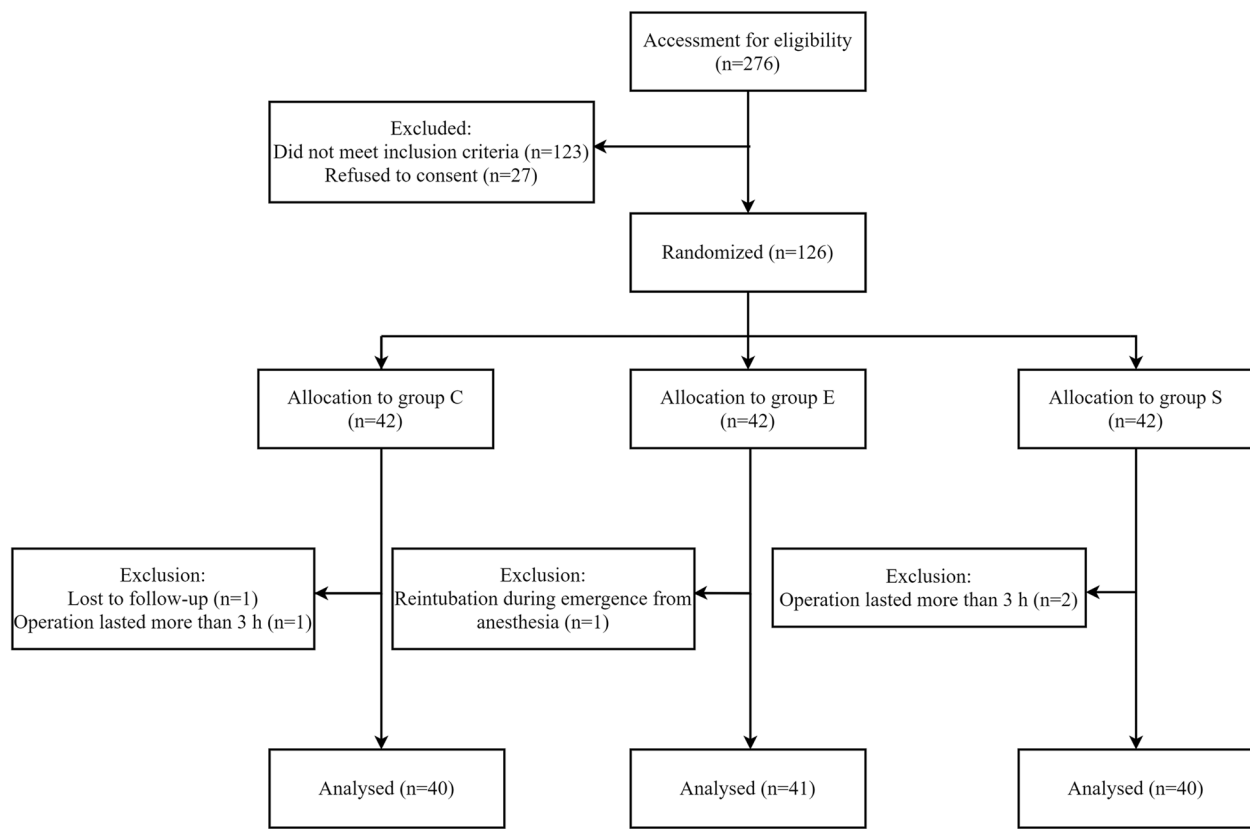 Accessment for eligibility
(n=276)
Excluded:
Did not meet inclusion criteria (n=123)
Refused to consent (n=27)
Randomized (n=126)
Allocation to group C
(n=42)
Allocation to group E
(n=42)
Allocation to group S
(n=42)
Exclusion:
Lost to follow-up (n=1)
Operation lasted more than 3 h (n=1)
Exclusion:
Reintubation during emergence from
anesthesia (n=1)
Exclusion:
Operation lasted more than 3 h (n=2)
Analysed (n=40)
Analysed (n=41)
Analysed (n=40)